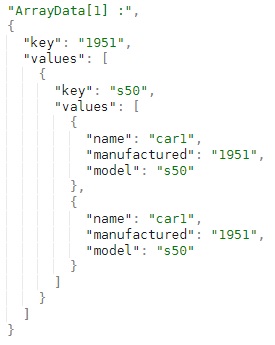 "ArrayData[1] :",
{
"key": "1951",
"values": [
{
"key": "s50",
"values": [
{
"name": "car1",
"manufactured": "1951",
"model": "s50"
},
{
"name": "car1",
"manufactured": "1951",
"model": "s50"
}
]
}
]
}